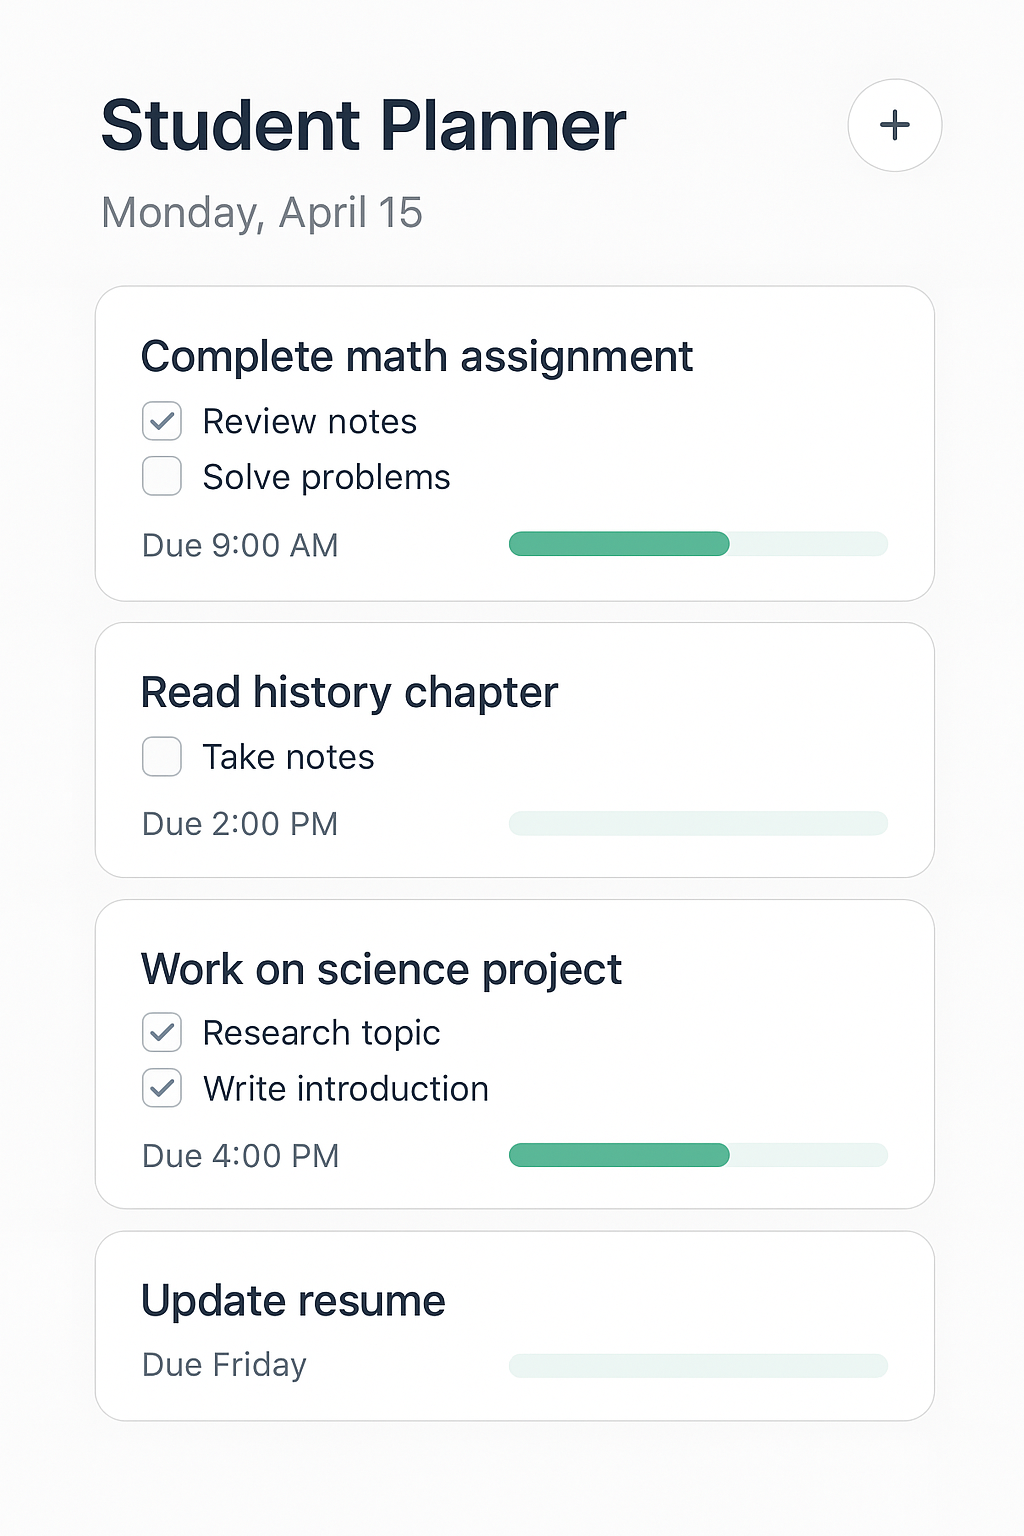 Student Planner
+
Monday, April 15
Complete math assignment
Review notes
Solve problems
Due 9:00 AM
Read history chapter
Take notes
Due 2:00 PM
Work on science project
Research topic
Write introduction
Due 4:00 PM
Update resume
Due Friday